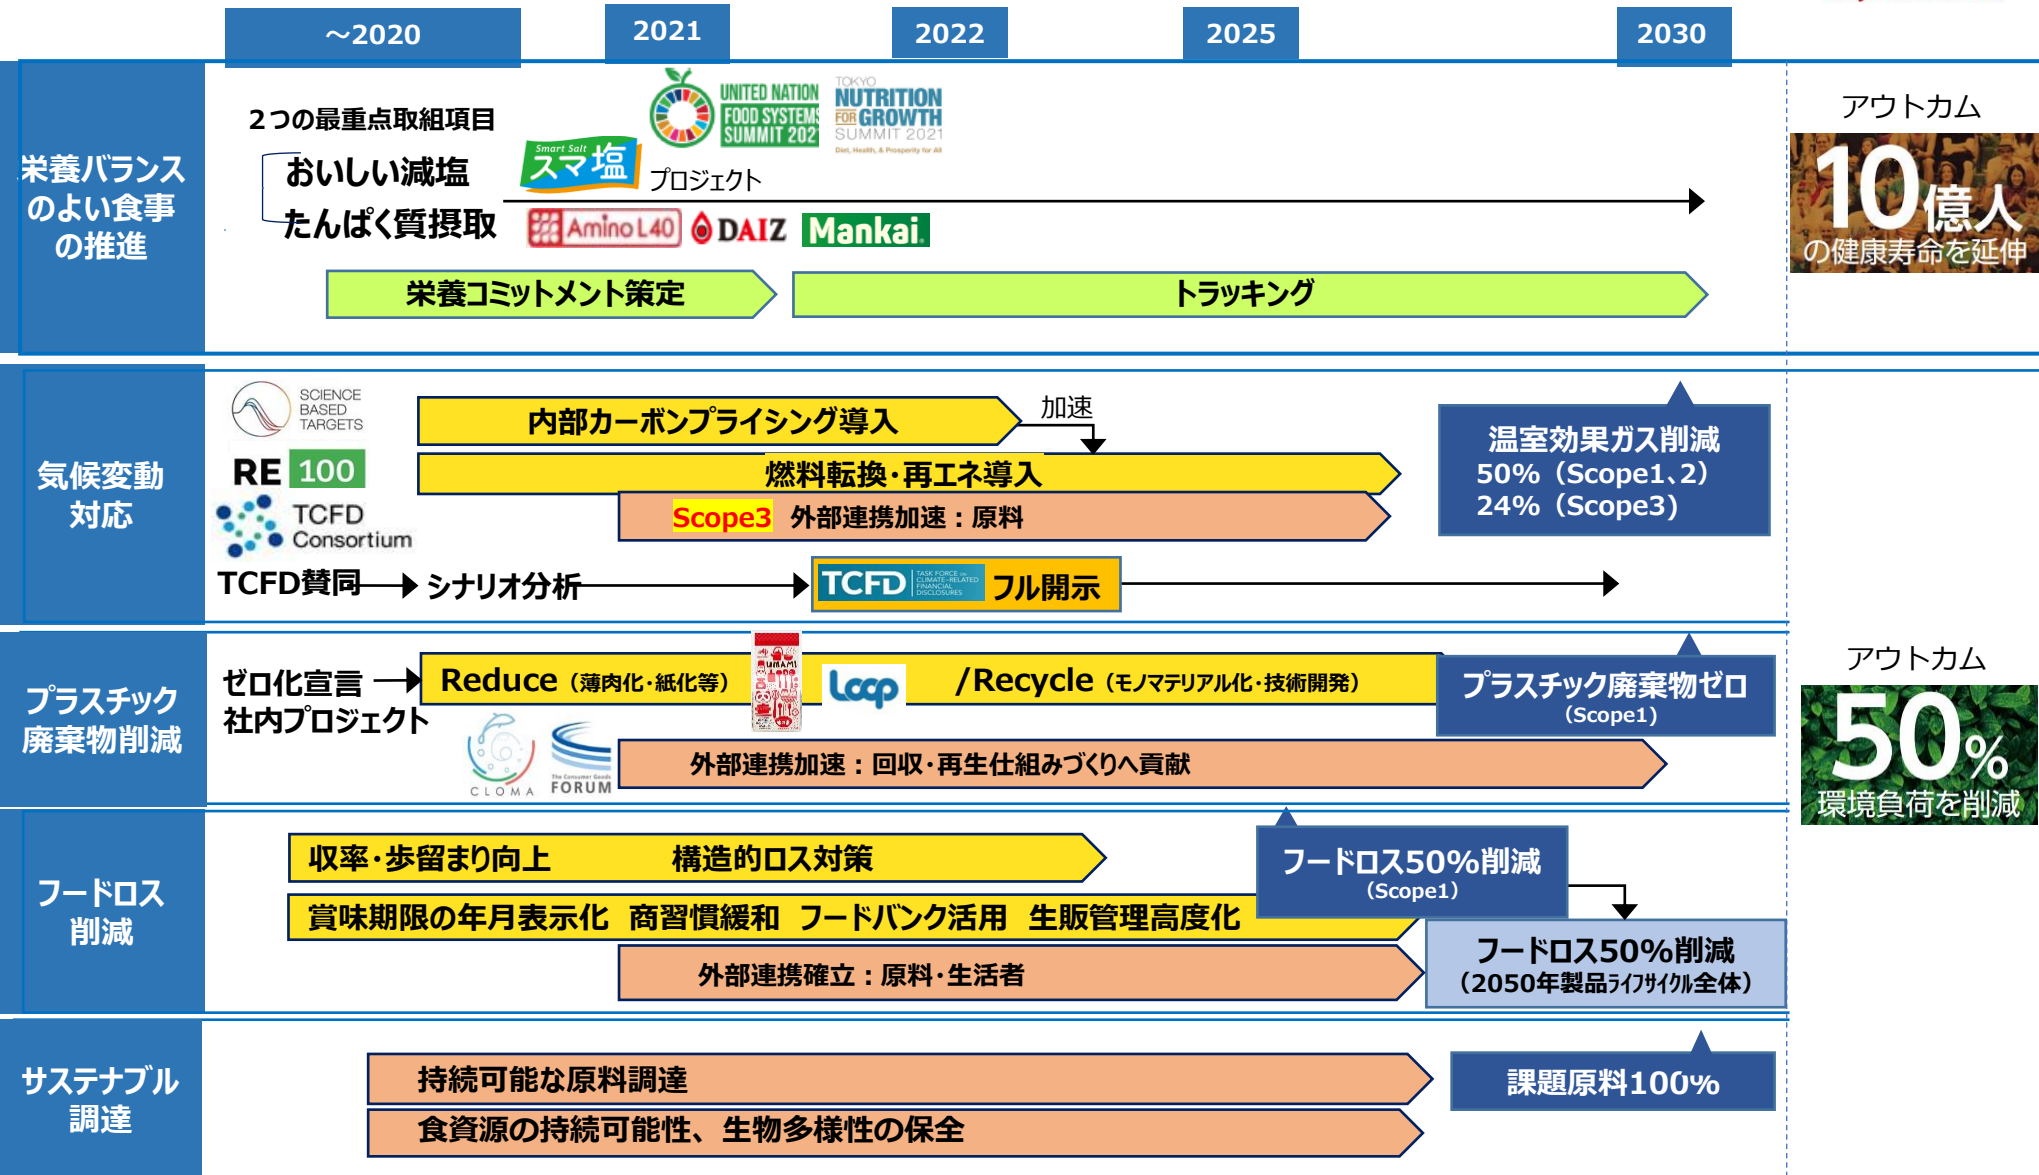 ～2020
2021
2022
2025
2030
栄養バランス
のよい食事
の推進
２つの最重点取組項目
おいしい減塩
たんぱく質摂取
Smart Salt
スマ塩
プロジェクト
UNITED NATION
FOOD SYSTEMS
SUMMIT 202
TOKYO
NUTRITION
FOR GROWTH
SUMMIT 2021
Diet, Health, & Prosperity for All
Amino L40
DAIZ
Mankai.
栄養コミットメント策定
トラッキング
アウトカム
10億人
の健康寿命を延伸
気候変動
対応
SCIENCE
BASED
TARGETS
RE 100
TCFD
Consortium
内部カーボンプライシング導入
加速
燃料転換・再エネ導入
Scope3 外部連携加速：原料
TCFD賛同
シナリオ分析
TCFD
TASK FORCE ON
CLIMATE-RELATED
FINANCIAL
DISCLOSURES
フル開示
温室効果ガス削減
50%（Scope1、2）
24%（Scope3）
プラスチック
廃棄物削減
ゼロ化宣言
社内プロジェクト
Reduce（薄肉化・紙化等）
UMAMI
Loop
/Recycle（モノマテリアル化・技術開発）
プラスチック廃棄物ゼロ
（Scope1）
CLOMA
The Consumer Goods
FORUM
外部連携加速：回収・再生仕組みづくりへ貢献
アウトカム
50%
環境負荷を削減
フードロス
削減
収率・歩留まり向上
構造的ロス対策
賞味期限の年月表示化 商習慣緩和 フードバンク活用 生販管理高度化
外部連携確立：原料・生活者
フードロス50%削減
（Scope1）
フードロス50%削減
（2050年製品ﾗｲﾌｻｲｸﾙ全体）
サステナブル
調達
持続可能な原料調達
食資源の持続可能性、生物多様性の保全
課題原料100%